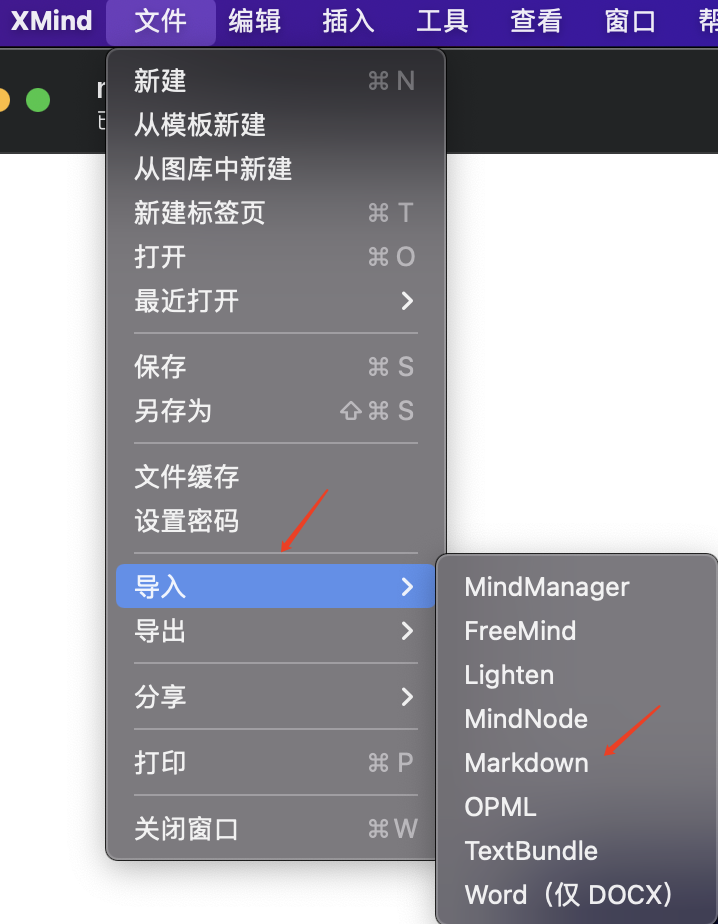 XMind 文件 编辑 插入 工具 查看 窗口
新建 ⌘ N
从模板新建
从图库中新建
新建标签页 ⌘ T
打开 ⌘ O
最近打开
保存 ⌘ S
另存为 ⇧ ⌘ S
文件缓存
设置密码
导入
导出
分享
打印 ⌘ P
关闭窗口 ⌘ W
MindManager
FreeMind
Lighten
MindNode
Markdown
OPML
TextBundle
Word（仅 DOCX）